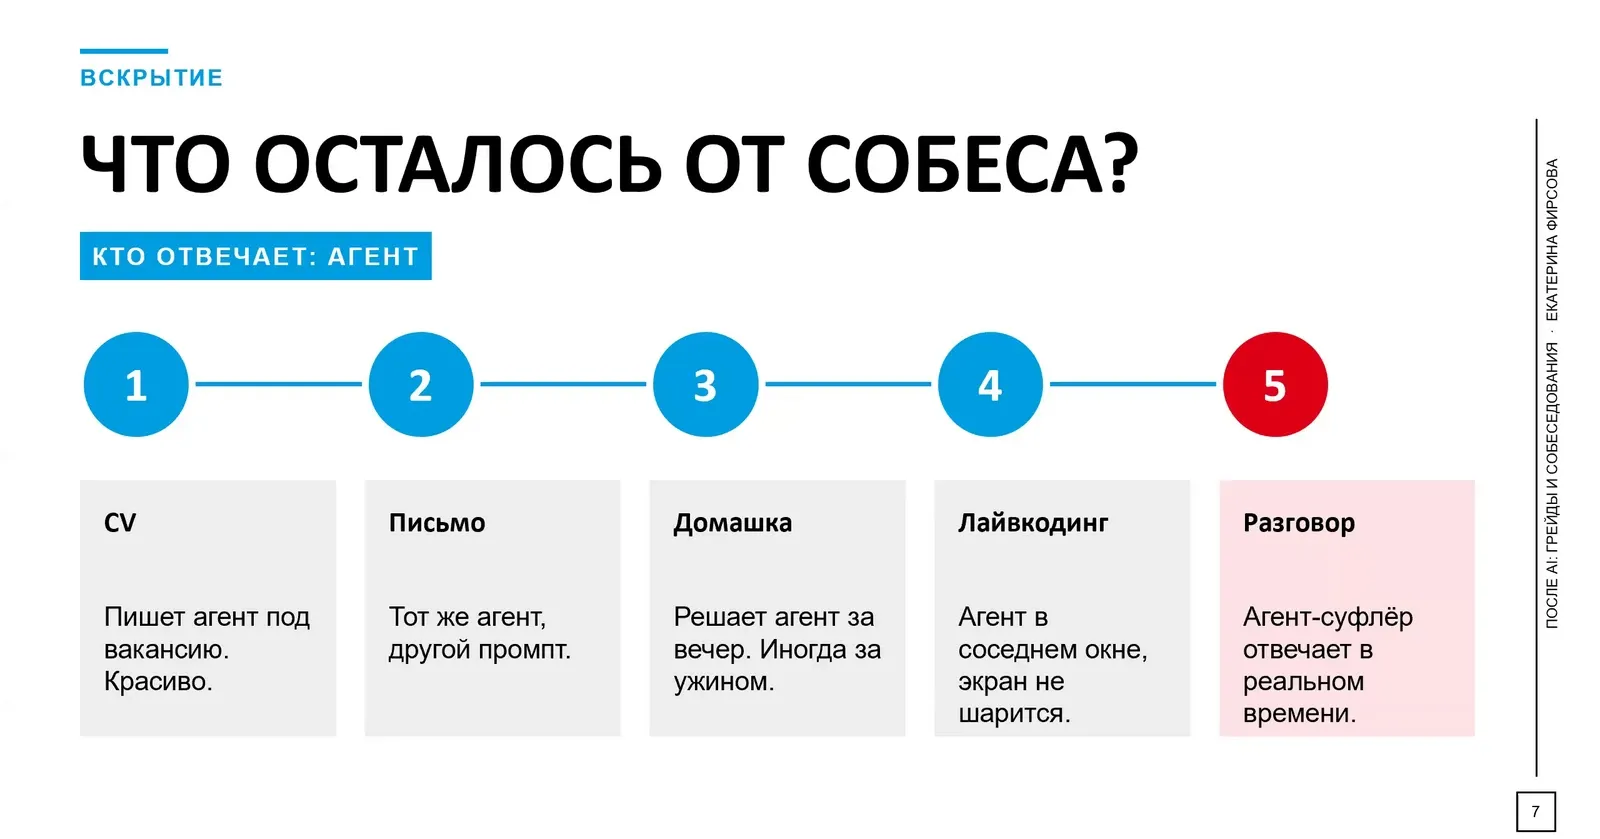 ВСКРЫТИЕ
ЧТО ОСТАЛОСЬ ОТ СОБЕСА?
КТО ОТВЕЧАЕТ: АГЕНТ
1
2
3
4
5
CV
Пишет агент под
вакансию.
Красиво.
Письмо
Тот же агент,
другой промпт.
Домашка
Решает агент за
вечер. Иногда за
ужином.
Лайвкодинг
Агент в
соседнем окне,
экран не
шарится.
Разговор
Агент-суфлёр
отвечает в
реальном
времени.
ПОСЛЕ AI: ГРЕЙДЫ И СОБЕСЕДОВАНИЯ · ЕКАТЕРИНА ФИРСОВА
7